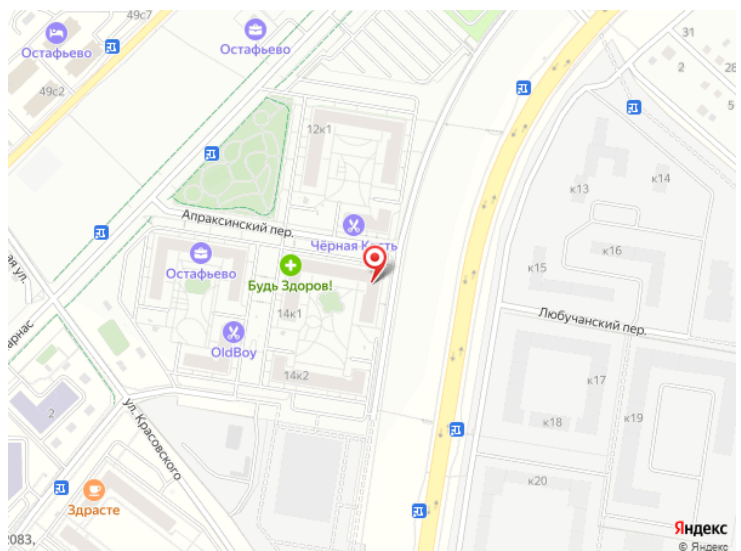 49с7
Остафьево
Остафьево
49с2
31
2
28
5
12к1
к14
к13
Апраксинский пер.
Чёрная Кость
к16
Остафьево
Будь Здоров!
к15
14к1
Любучанский пер.
OldBoy
14к2
к17
2
к19
ул. Красовского
к18
к20
Здрасте
2083,
Яндекс
© Яндекс